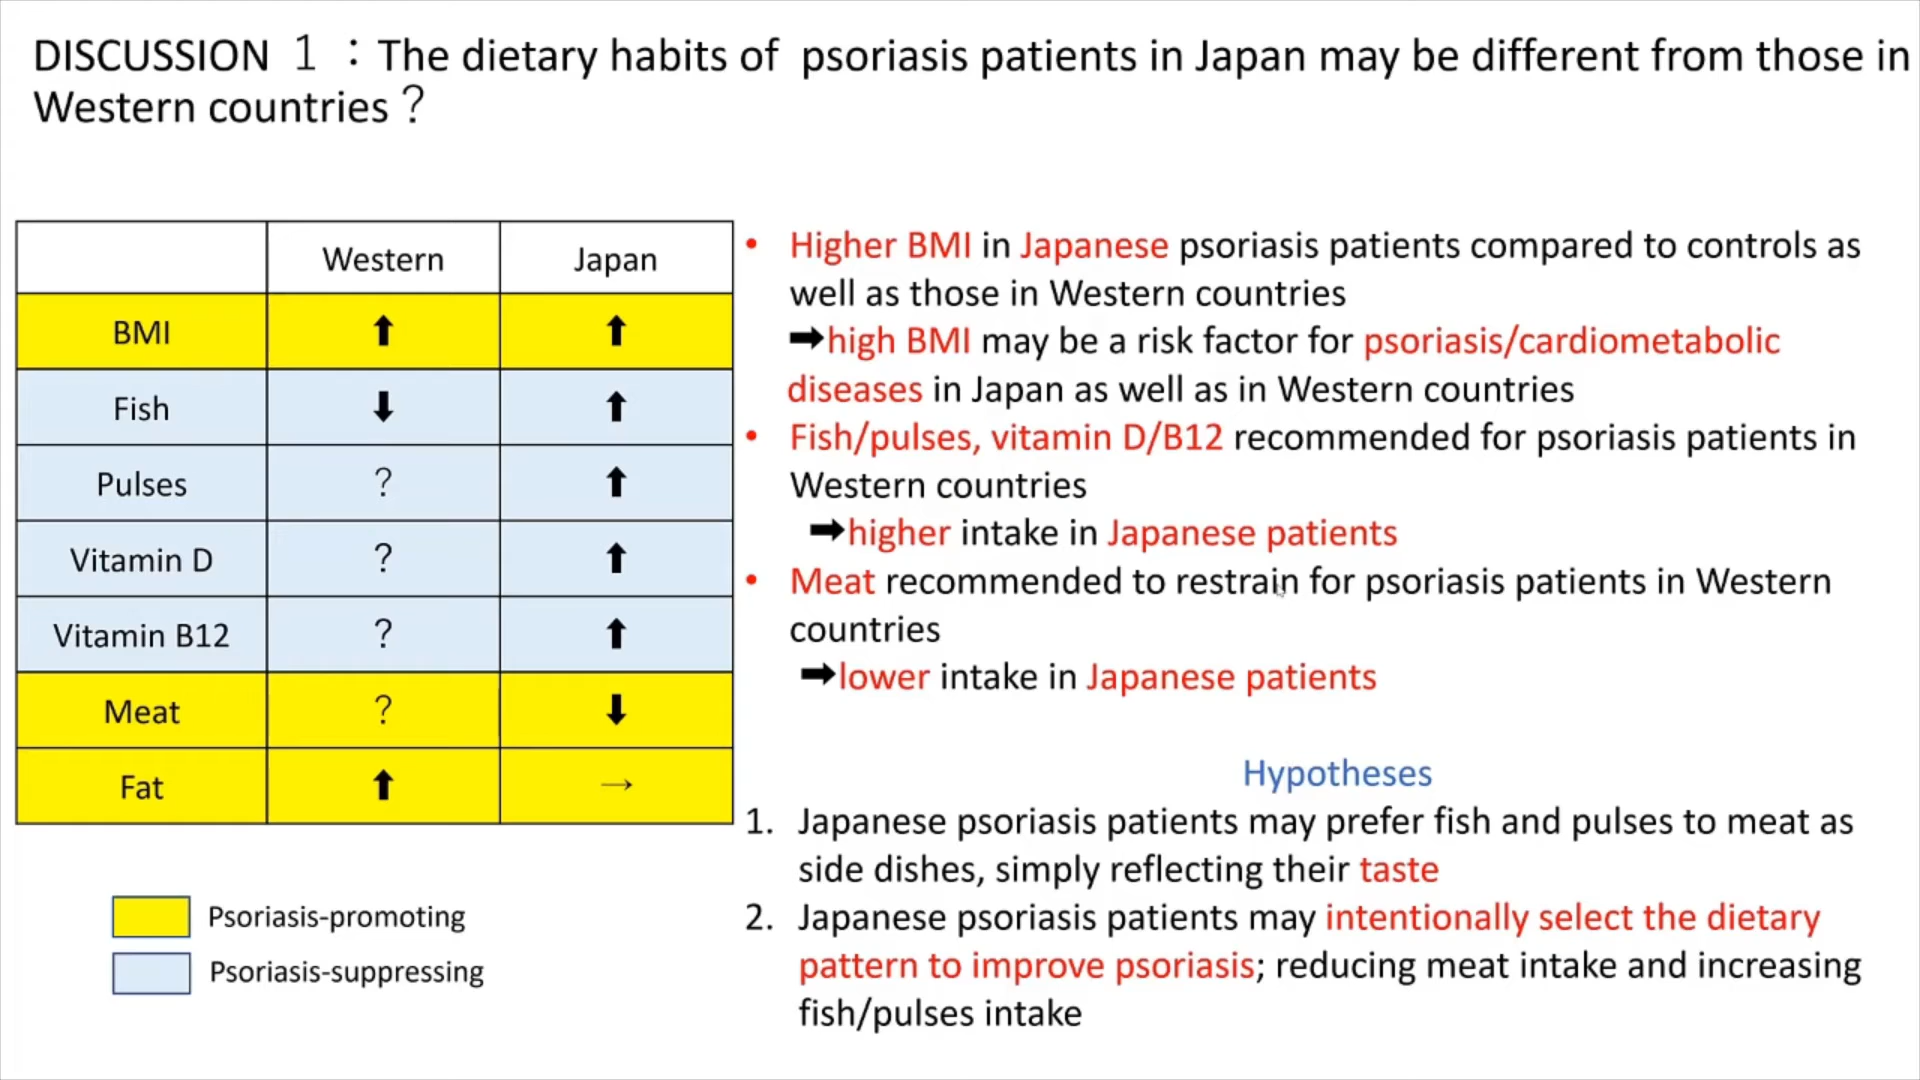 DISCUSSION １：The dietary habits of psoriasis patients in Japan may be different from those in
Western countries？
Western Japan
BMI ⬆ ⬆
Fish ⬇ ⬆
Pulses ? ⬆
Vitamin D ? ⬆
Vitamin B12 ? ⬆
Meat ? ⬇
Fat ⬆ →
Psoriasis-promoting
Psoriasis-suppressing
• Higher BMI in Japanese psoriasis patients compared to controls as
well as those in Western countries
➡high BMI may be a risk factor for psoriasis/cardiometabolic
diseases in Japan as well as in Western countries
• Fish/pulses, vitamin D/B12 recommended for psoriasis patients in
Western countries
➡higher intake in Japanese patients
• Meat recommended to restrain for psoriasis patients in Western
countries
➡lower intake in Japanese patients
Hypotheses
1. Japanese psoriasis patients may prefer fish and pulses to meat as
side dishes, simply reflecting their taste
2. Japanese psoriasis patients may intentionally select the dietary
pattern to improve psoriasis; reducing meat intake and increasing
fish/pulses intake